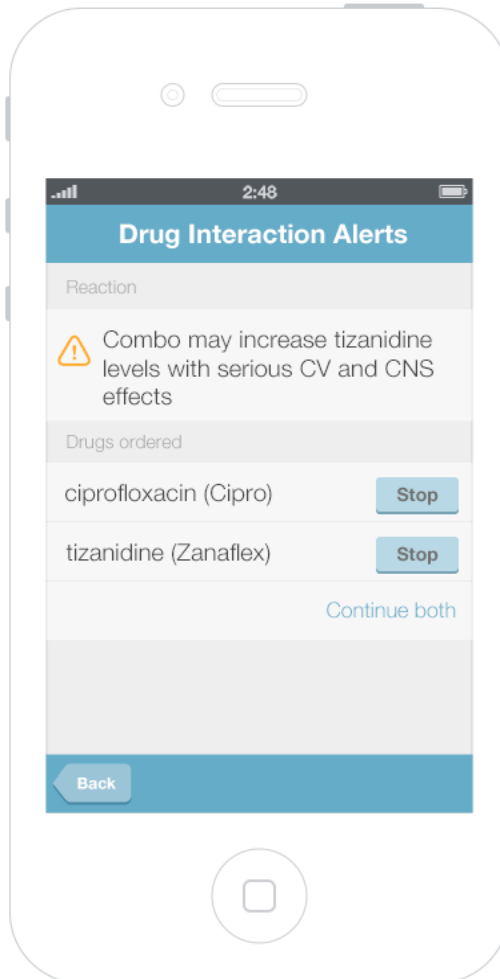 2:48
Drug Interaction Alerts
Reaction
Combo may increase tizanidine
levels with serious CV and CNS
effects
Drugs ordered
ciprofloxacin (Cipro) Stop
tizanidine (Zanaflex) Stop
Continue both
Back